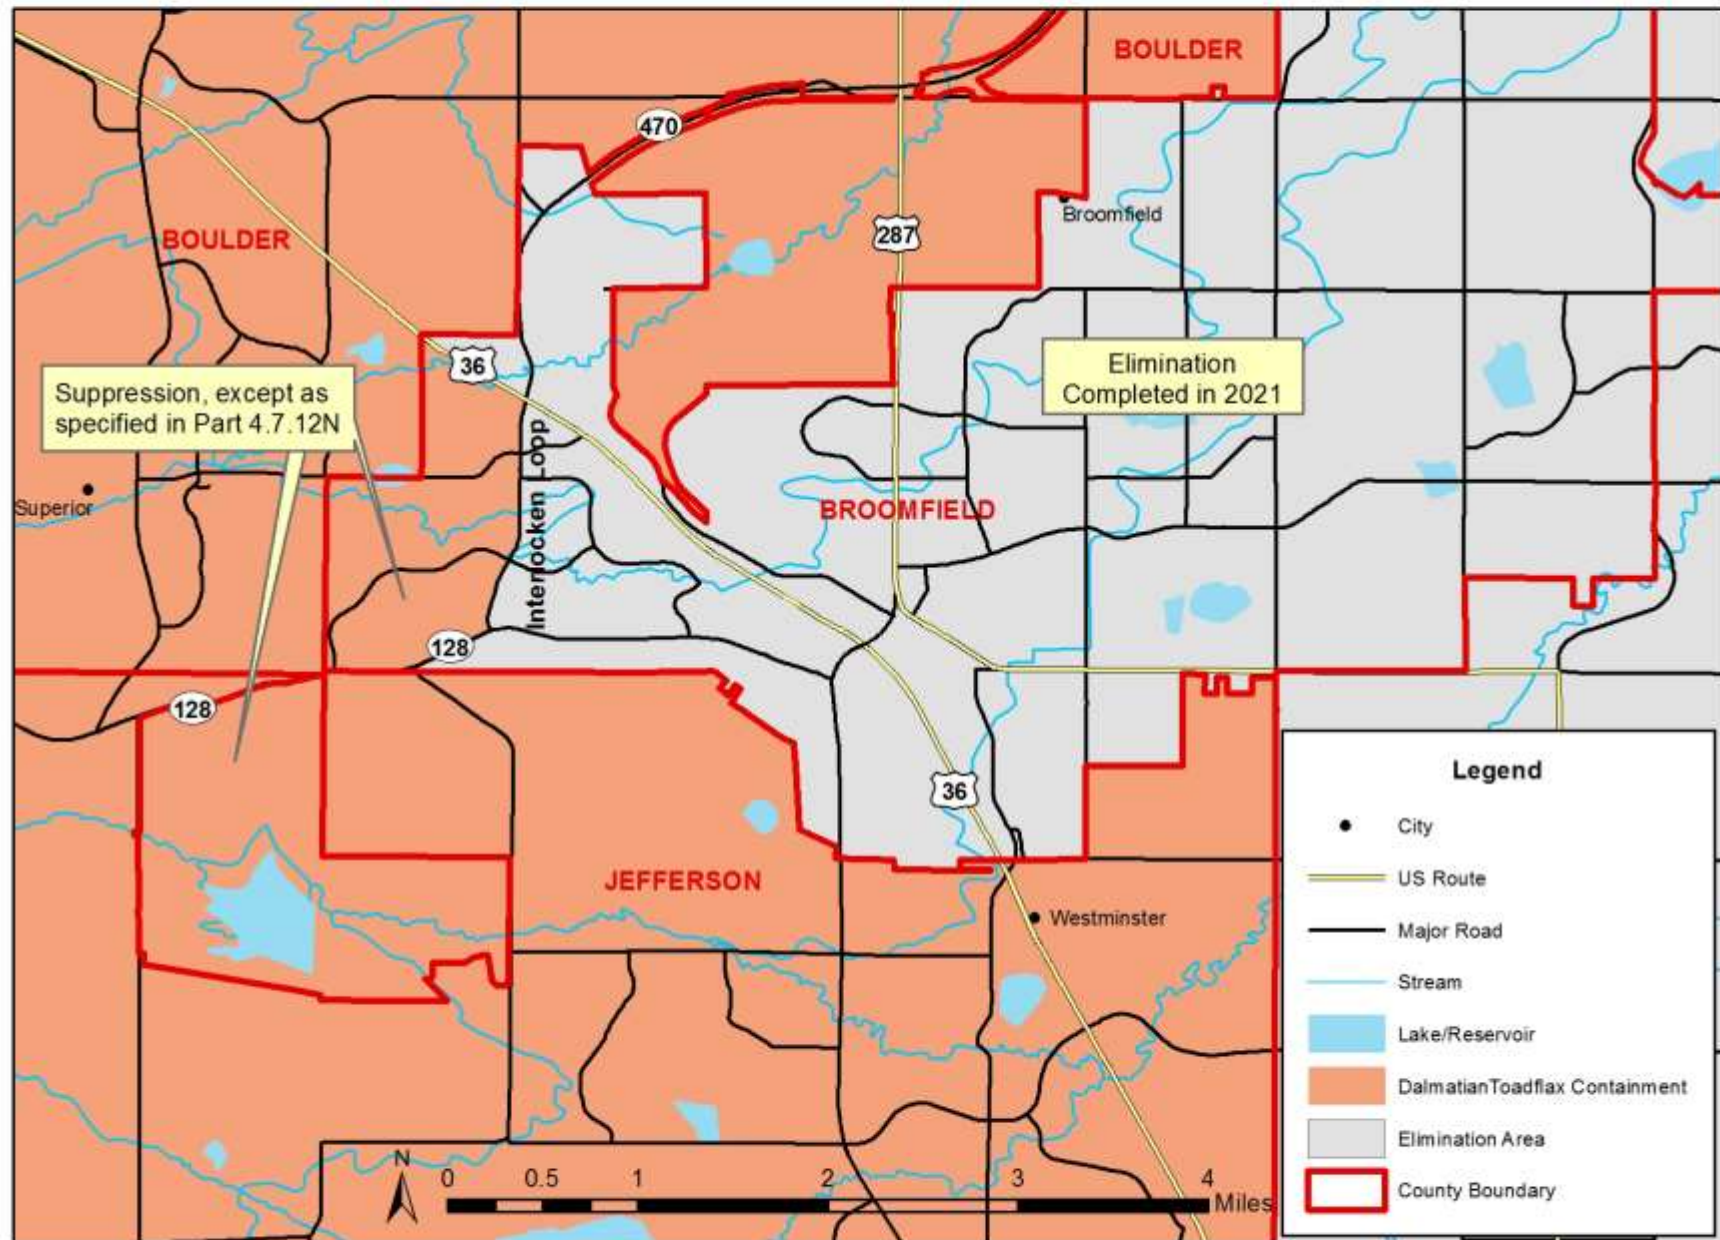 BOULDER
470
Broomfield
287
BOULDER
36
Elimination
Completed in 2021
Suppression, except as
specified in Part 4.7.12N
Interlocken Loop
Superior
BROOMFIELD
128
128
36
Legend
City
US Route
Major Road
Stream
Lake/Reservoir
DalmatianToadflax Containment
Elimination Area
County Boundary
JEFFERSON
Westminster
N
0 0.5 1 2 3 4
Miles